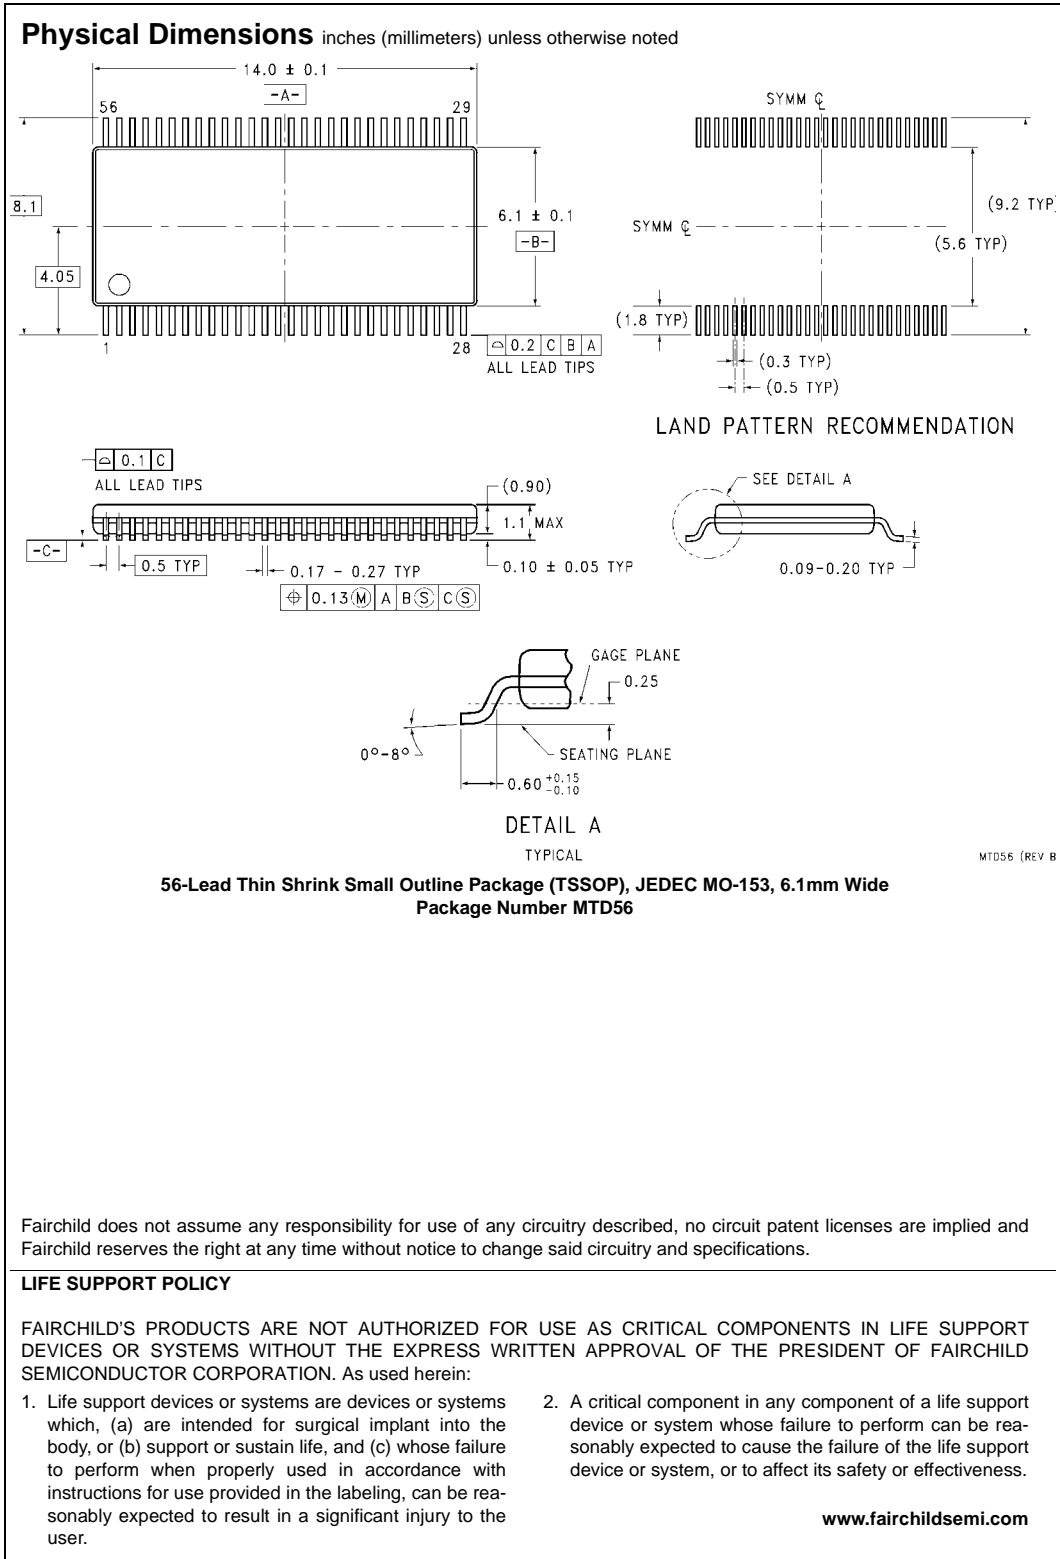 Physical Dimensions inches (millimeters) unless otherwise noted
14.0 ± 0.1
-A-
56
29
8.1
4.05
6.1 ± 0.1
-B-
1
28
⌓ 0.2 C B A
ALL LEAD TIPS
SYMM ℄
SYMM ℄
(9.2 TYP
(5.6 TYP)
(1.8 TYP)
(0.3 TYP)
(0.5 TYP)
LAND PATTERN RECOMMENDATION
⌓ 0.1 C
ALL LEAD TIPS
(0.90)
1.1 MAX
-C-
0.5 TYP
0.17 - 0.27 TYP
0.10 ± 0.05 TYP
⌖ 0.13Ⓜ A BⓈ CⓈ
SEE DETAIL A
0.09-0.20 TYP
GAGE PLANE
0.25
0°-8°
SEATING PLANE
0.60 +0.15 -0.10
DETAIL A
TYPICAL
MTD56 (REV B
56-Lead Thin Shrink Small Outline Package (TSSOP), JEDEC MO-153, 6.1mm Wide
Package Number MTD56
Fairchild does not assume any responsibility for use of any circuitry described, no circuit patent licenses are implied and
Fairchild reserves the right at any time without notice to change said circuitry and specifications.
LIFE SUPPORT POLICY
FAIRCHILD'S PRODUCTS ARE NOT AUTHORIZED FOR USE AS CRITICAL COMPONENTS IN LIFE SUPPORT
DEVICES OR SYSTEMS WITHOUT THE EXPRESS WRITTEN APPROVAL OF THE PRESIDENT OF FAIRCHILD
SEMICONDUCTOR CORPORATION. As used herein:
1. Life support devices or systems are devices or systems
which, (a) are intended for surgical implant into the
body, or (b) support or sustain life, and (c) whose failure
to perform when properly used in accordance with
instructions for use provided in the labeling, can be rea-
sonably expected to result in a significant injury to the
user.
2. A critical component in any component of a life support
device or system whose failure to perform can be rea-
sonably expected to cause the failure of the life support
device or system, or to affect its safety or effectiveness.
www.fairchildsemi.com